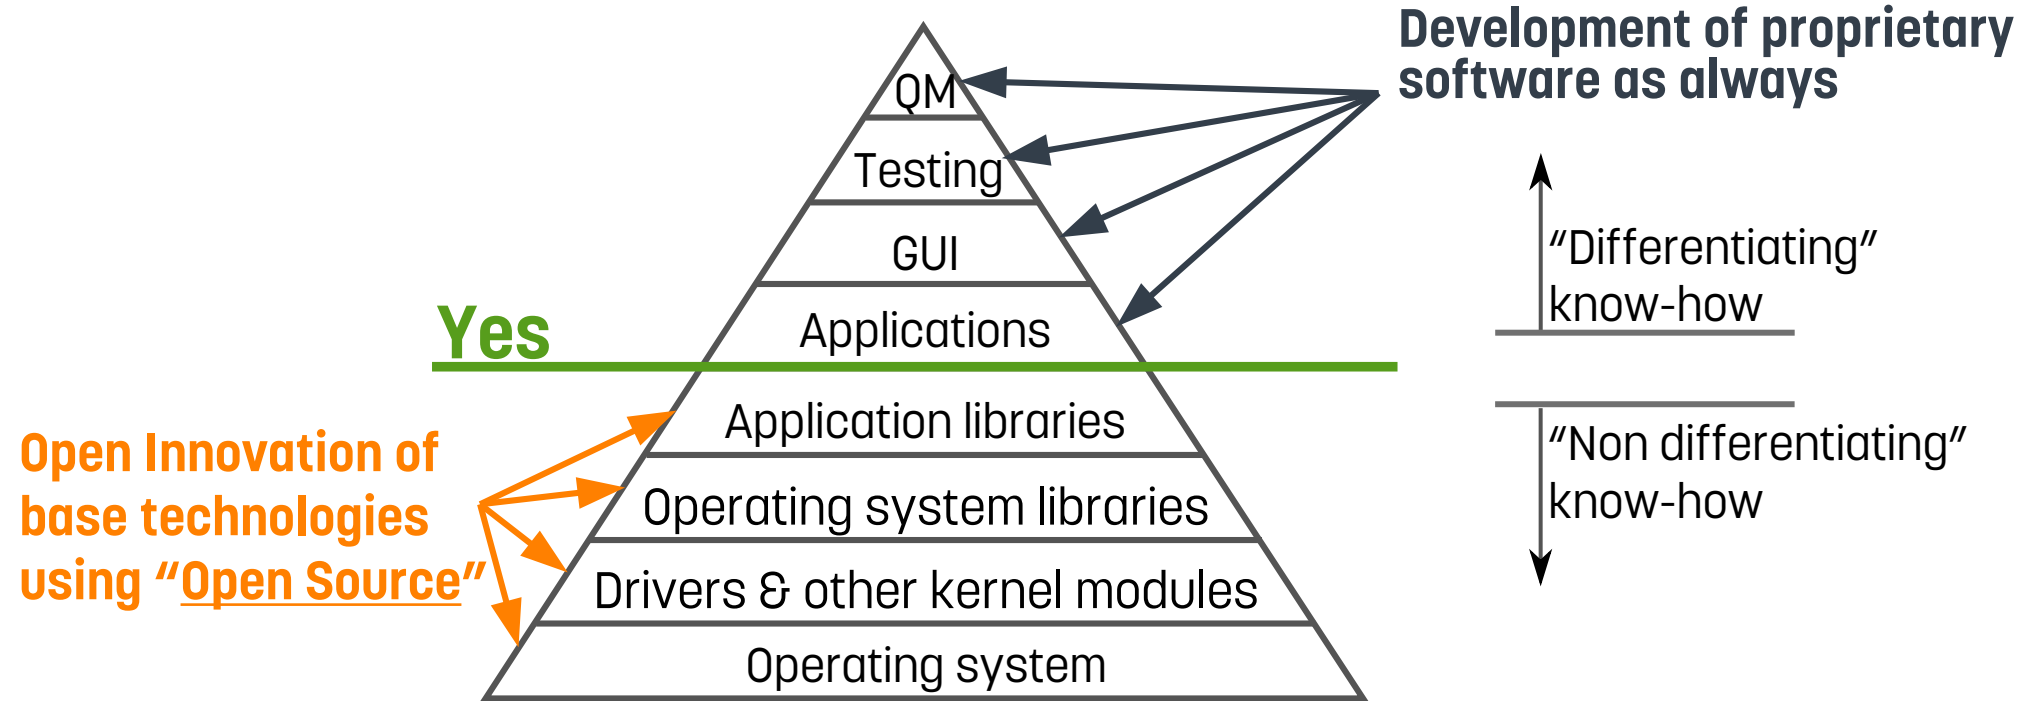 Development of proprietary
software as always
QM
Testing
GUI
Applications
Yes
Application libraries
Operating system libraries
Drivers & other kernel modules
Operating system
Open Innovation of
base technologies
using “Open Source”
“Differentiating”
know-how
“Non differentiating”
know-how